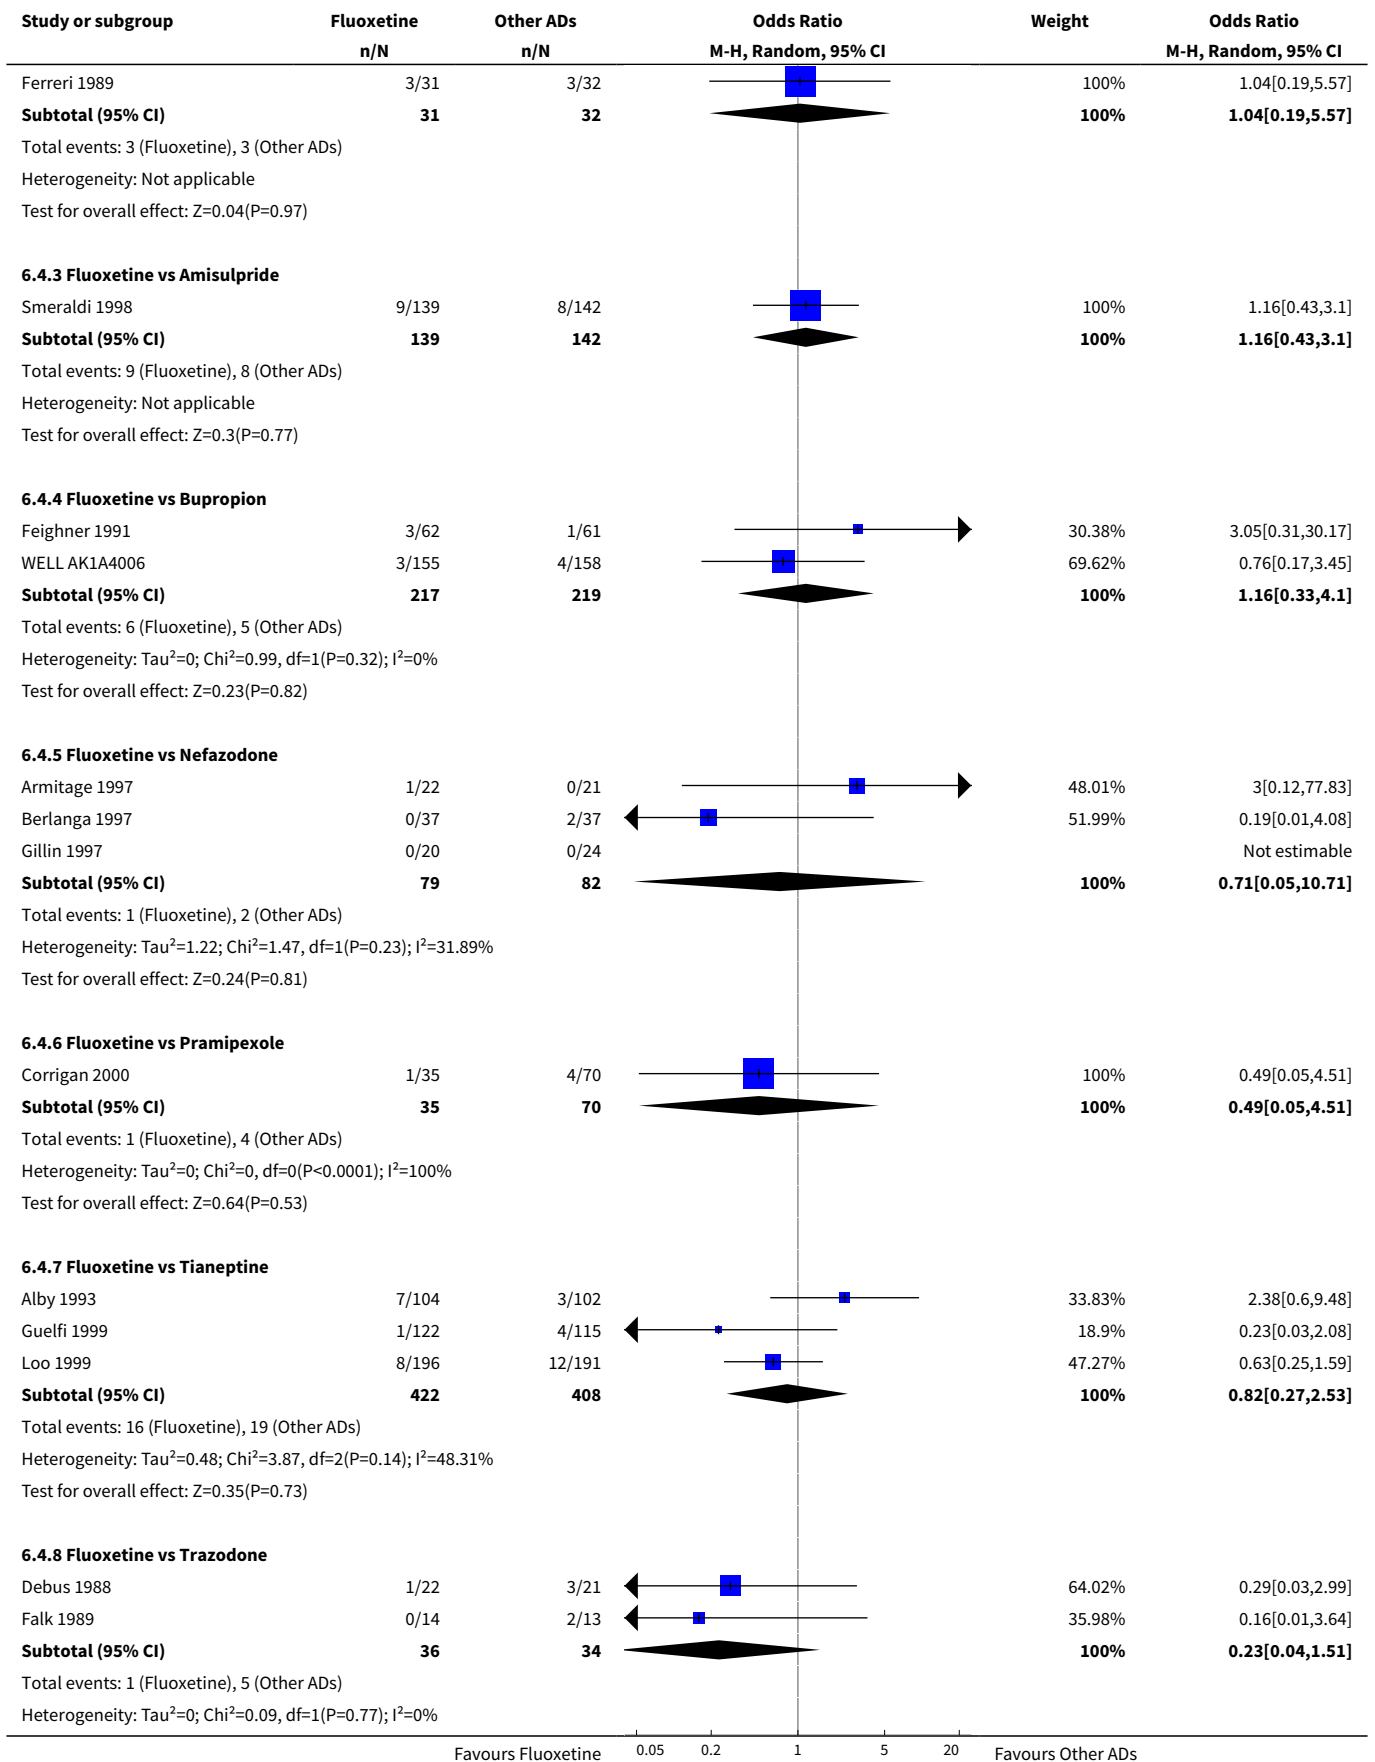 Study or subgroup Fluoxetine Other ADs Odds Ratio Weight Odds Ratio
n/N n/N M-H, Random, 95% CI M-H, Random, 95% CI
Ferreri 1989 3/31 3/32 100% 1.04[0.19,5.57]
Subtotal (95% CI) 31 32 100% 1.04[0.19,5.57]
Total events: 3 (Fluoxetine), 3 (Other ADs)
Heterogeneity: Not applicable
Test for overall effect: Z=0.04(P=0.97)
6.4.3 Fluoxetine vs Amisulpride
Smeraldi 1998 9/139 8/142 100% 1.16[0.43,3.1]
Subtotal (95% CI) 139 142 100% 1.16[0.43,3.1]
Total events: 9 (Fluoxetine), 8 (Other ADs)
Heterogeneity: Not applicable
Test for overall effect: Z=0.3(P=0.77)
6.4.4 Fluoxetine vs Bupropion
Feighner 1991 3/62 1/61 30.38% 3.05[0.31,30.17]
WELL AK1A4006 3/155 4/158 69.62% 0.76[0.17,3.45]
Subtotal (95% CI) 217 219 100% 1.16[0.33,4.1]
Total events: 6 (Fluoxetine), 5 (Other ADs)
Heterogeneity: Tau²=0; Chi²=0.99, df=1(P=0.32); I²=0%
Test for overall effect: Z=0.23(P=0.82)
6.4.5 Fluoxetine vs Nefazodone
Armitage 1997 1/22 0/21 48.01% 3[0.12,77.83]
Berlanga 1997 0/37 2/37 51.99% 0.19[0.01,4.08]
Gillin 1997 0/20 0/24 Not estimable
Subtotal (95% CI) 79 82 100% 0.71[0.05,10.71]
Total events: 1 (Fluoxetine), 2 (Other ADs)
Heterogeneity: Tau²=1.22; Chi²=1.47, df=1(P=0.23); I²=31.89%
Test for overall effect: Z=0.24(P=0.81)
6.4.6 Fluoxetine vs Pramipexole
Corrigan 2000 1/35 4/70 100% 0.49[0.05,4.51]
Subtotal (95% CI) 35 70 100% 0.49[0.05,4.51]
Total events: 1 (Fluoxetine), 4 (Other ADs)
Heterogeneity: Tau²=0; Chi²=0, df=0(P<0.0001); I²=100%
Test for overall effect: Z=0.64(P=0.53)
6.4.7 Fluoxetine vs Tianeptine
Alby 1993 7/104 3/102 33.83% 2.38[0.6,9.48]
Guelfi 1999 1/122 4/115 18.9% 0.23[0.03,2.08]
Loo 1999 8/196 12/191 47.27% 0.63[0.25,1.59]
Subtotal (95% CI) 422 408 100% 0.82[0.27,2.53]
Total events: 16 (Fluoxetine), 19 (Other ADs)
Heterogeneity: Tau²=0.48; Chi²=3.87, df=2(P=0.14); I²=48.31%
Test for overall effect: Z=0.35(P=0.73)
6.4.8 Fluoxetine vs Trazodone
Debus 1988 1/22 3/21 64.02% 0.29[0.03,2.99]
Falk 1989 0/14 2/13 35.98% 0.16[0.01,3.64]
Subtotal (95% CI) 36 34 100% 0.23[0.04,1.51]
Total events: 1 (Fluoxetine), 5 (Other ADs)
Heterogeneity: Tau²=0; Chi²=0.09, df=1(P=0.77); I²=0%
Favours Fluoxetine 0.05 0.2 1 5 20 Favours Other ADs